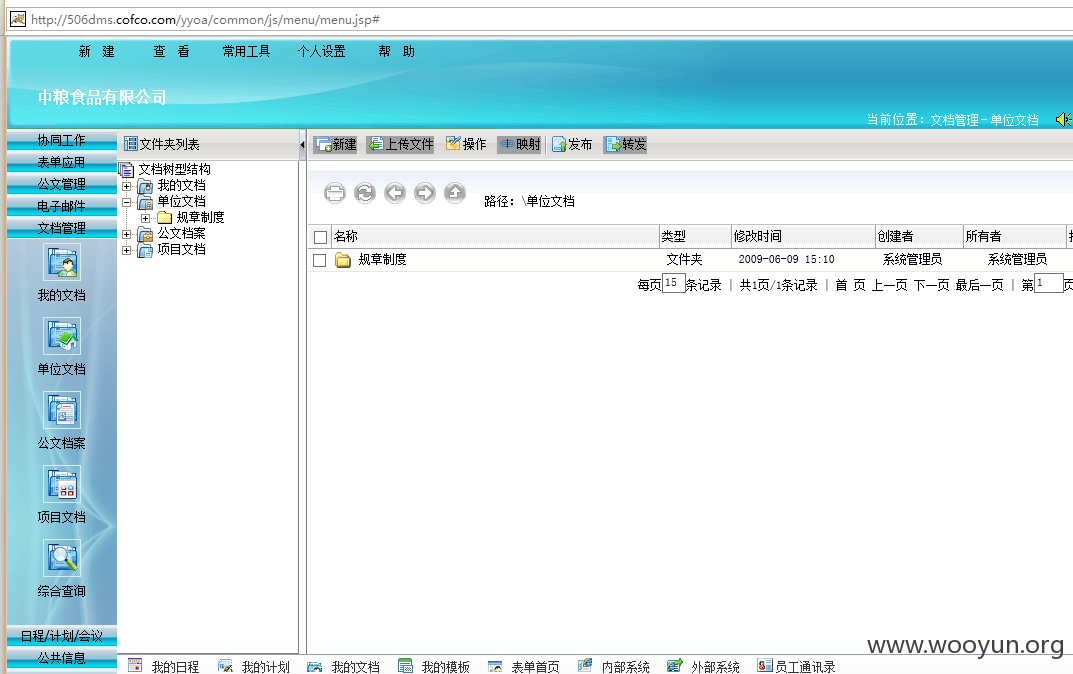 http://506dms.cofco.com/yyoa/common/js/menu/menu.jsp#
新 建 查 看 常用工具 个人设置 帮 助
中粮食品有限公司
当前位置：文档管理-单位文档
协同工作
表单应用
公文管理
电子邮件
文档管理
我的文档
单位文档
公文档案
项目文档
综合查询
日程/计划/会议
公共信息
文件夹列表
文档树型结构
我的文档
单位文档
规章制度
公文档案
项目文档
新建 上传文件 操作 映射 发布 转发
路径：\单位文档
名称 类型 修改时间 创建者 所有者
规章制度 文件夹 2009-06-09 15:10 系统管理员 系统管理员
每页15条记录 | 共1页/1条记录 | 首 页 上一页 下一页 最后一页 | 第1页
我的日程 我的计划 我的文档 我的模板 表单首页 内部系统 外部系统 员工通讯录
www.wooyun.org